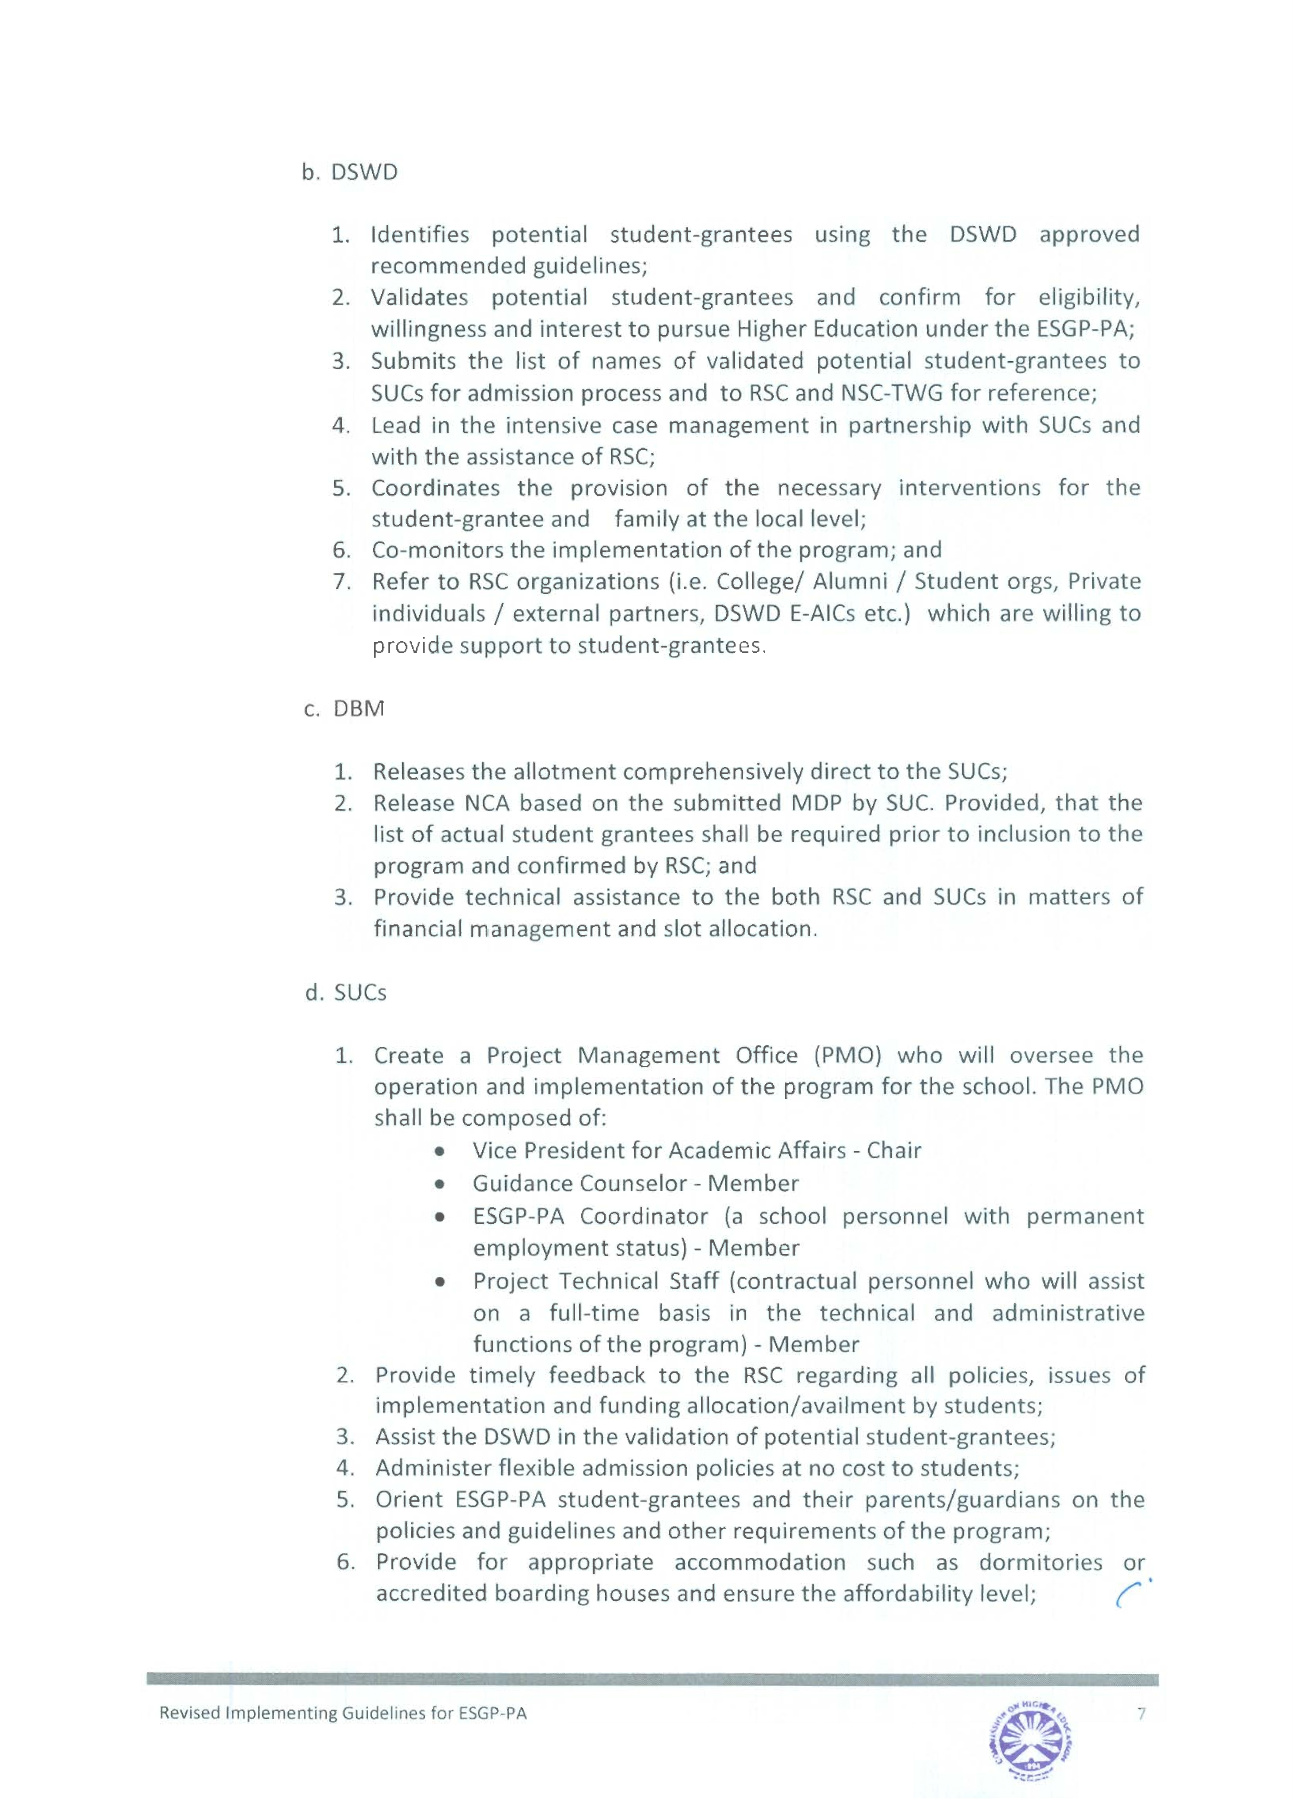 b. DSWD
1. Identifies potential student-grantees using the DSWD approved
recommended guidelines;
2. Validates potential student-grantees and confirm for eligibility,
willingness and interest to pursue Higher Education under the ESGP-PA;
3. Submits the list of names of validated potential student-grantees to
SUCs for admission process and to RSC and NSC-TWG for reference;
4. Lead in the intensive case management in partnership with SUCs and
with the assistance of RSC;
5. Coordinates the provision of the necessary interventions for the
student-grantee and family at the local level;
6. Co-monitors the implementation of the program; and
7. Refer to RSC organizations (i.e. College/ Alumni / Student orgs, Private
individuals / external partners, DSWD E-AICs etc.) which are willing to
provide support to student-grantees.
c. DBM
1. Releases the allotment comprehensively direct to the SUCs;
2. Release NCA based on the submitted MDP by SUC. Provided, that the
list of actual student grantees shall be required prior to inclusion to the
program and confirmed by RSC; and
3. Provide technical assistance to the both RSC and SUCs in matters of
financial management and slot allocation.
d. SUCs
1. Create a Project Management Office (PMO) who will oversee the
operation and implementation of the program for the school. The PMO
shall be composed of:
• Vice President for Academic Affairs - Chair
• Guidance Counselor - Member
• ESGP-PA Coordinator (a school personnel with permanent
employment status) - Member
• Project Technical Staff (contractual personnel who will assist
on a full-time basis in the technical and administrative
functions of the program) - Member
2. Provide timely feedback to the RSC regarding all policies, issues of
implementation and funding allocation/availment by students;
3. Assist the DSWD in the validation of potential student-grantees;
4. Administer flexible admission policies at no cost to students;
5. Orient ESGP-PA student-grantees and their parents/guardians on the
policies and guidelines and other requirements of the program;
6. Provide for appropriate accommodation such as dormitories or
accredited boarding houses and ensure the affordability level;
Revised Implementing Guidelines for ESGP-PA
COMMISSION ON HIGHER EDUCATION
7